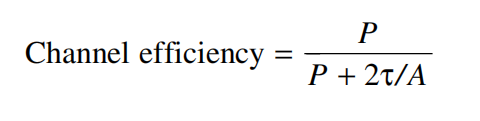 Channel efficiency = P / (P + 2τ/A)